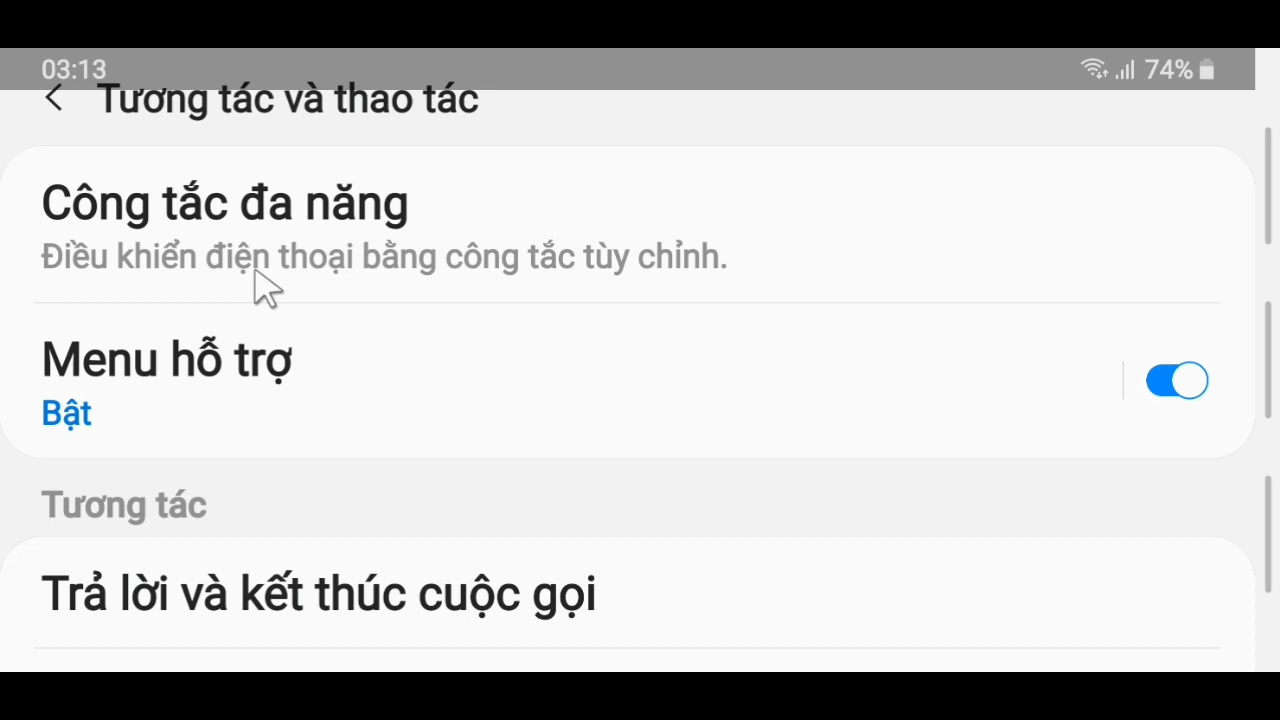 03:13
74%
Tương tác và thao tác
Công tắc đa năng
Điều khiển điện thoại bằng công tắc tùy chỉnh.
Menu hỗ trợ
Bật
Tương tác
Trả lời và kết thúc cuộc gọi